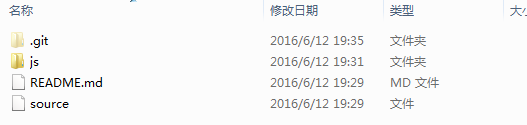 名称 修改日期 类型 大小
.git 2016/6/12 19:35 文件夹
js 2016/6/12 19:31 文件夹
README.md 2016/6/12 19:29 MD 文件
source 2016/6/12 19:29 文件